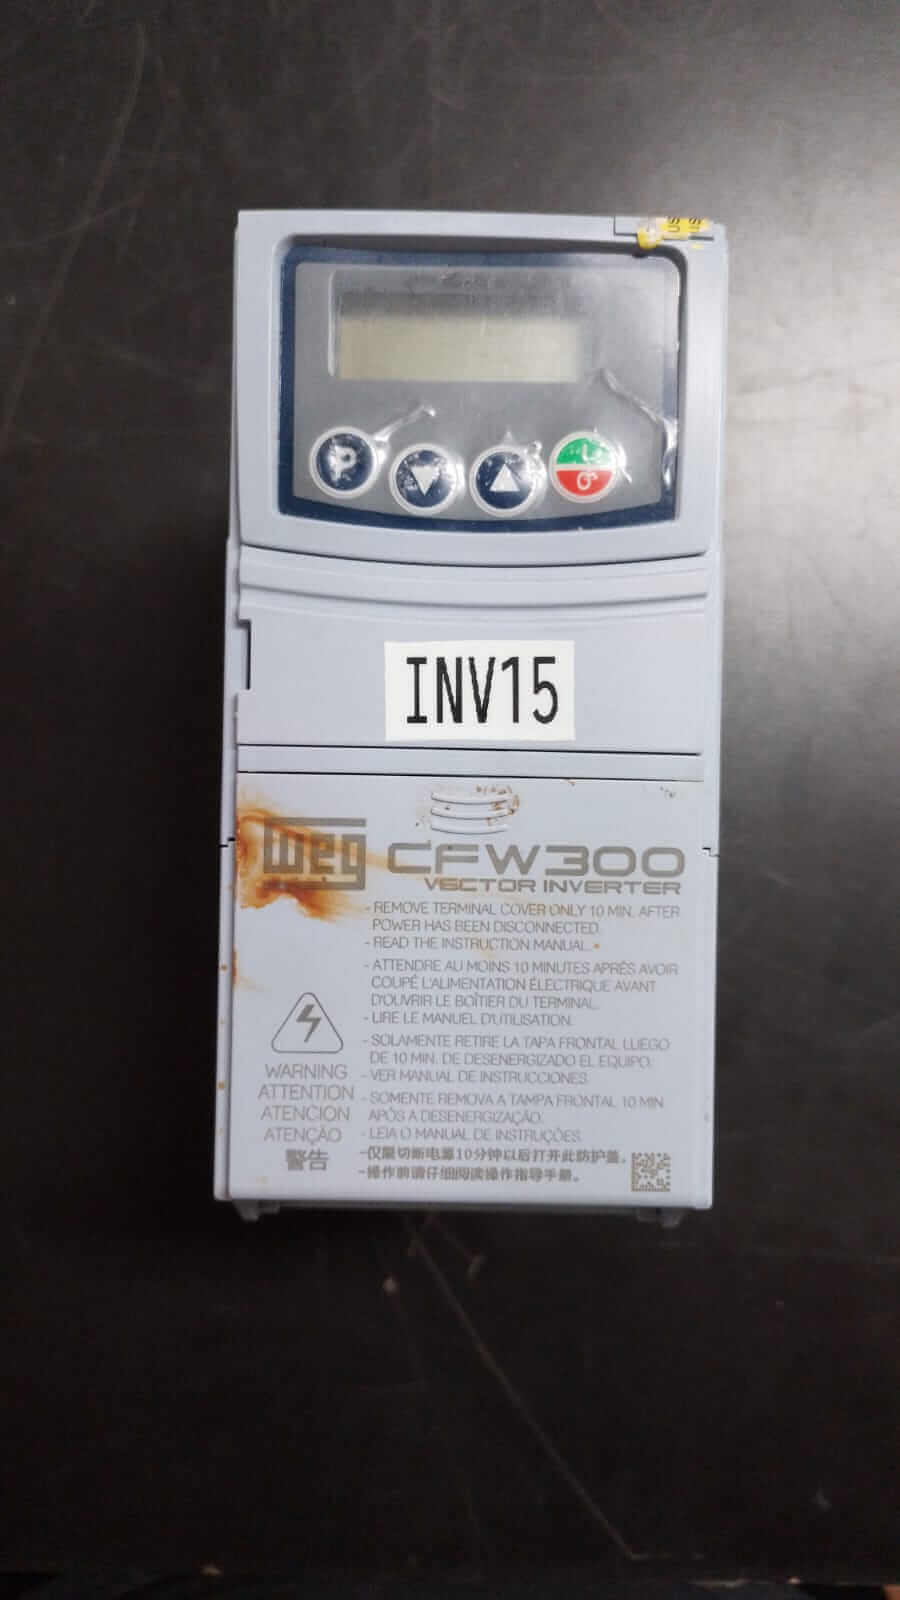 P
INV15
WEG CFW300
VECTOR INVERTER
- REMOVE TERMINAL COVER ONLY 10 MIN. AFTER
POWER HAS BEEN DISCONNECTED.
- READ THE INSTRUCTION MANUAL.
- ATTENDRE AU MOINS 10 MINUTES APRÈS AVOIR
COUPÉ L'ALIMENTATION ÉLECTRIQUE AVANT
D'OUVRIR LE BOÎTIER DU TERMINAL.
- LIRE LE MANUEL D'UTILISATION.
- SOLAMENTE RETIRE LA TAPA FRONTAL LUEGO
DE 10 MIN. DE DESENERGIZADO EL EQUIPO.
- VER MANUAL DE INSTRUCCIONES.
- SOMENTE REMOVA A TAMPA FRONTAL 10 MIN.
APÓS A DESENERGIZAÇÃO.
- LEIA O MANUAL DE INSTRUÇÕES.
-仅限切断电源10分钟以后打开此防护盖。
-操作前请仔细阅读操作指导手册。
WARNING
ATTENTION
ATENCION
ATENÇÃO
警告